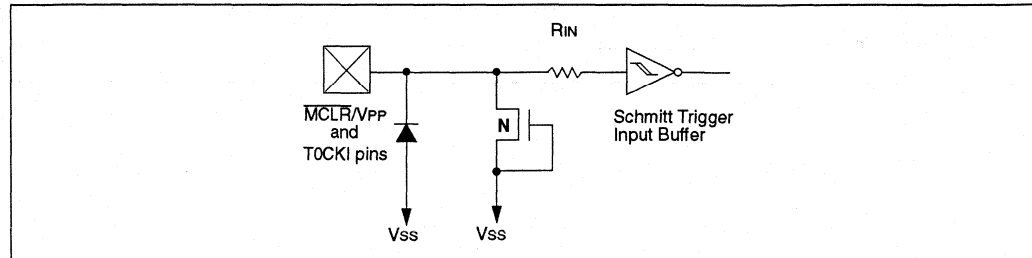 RIN
MCLR/VPP
and
T0CKI pins
N
Schmitt Trigger
Input Buffer
VSS
VSS